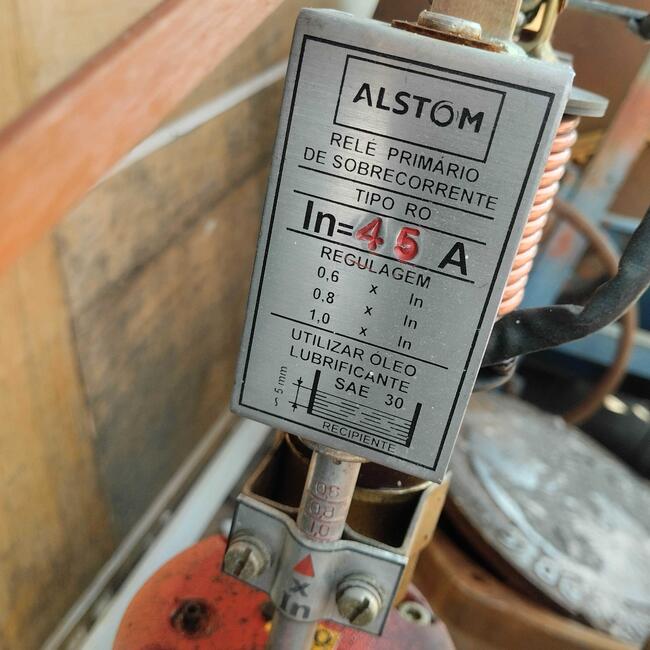 ALSTOM
RELÉ PRIMÁRIO
DE SOBRECORRENTE
TIPO RO
In=45 A
REGULAGEM
0,6 x In
0,8 x In
1,0 x In
UTILIZAR ÓLEO
LUBRIFICANTE
SAE 30
~ 5 mm
RECIPIENTE
x
In